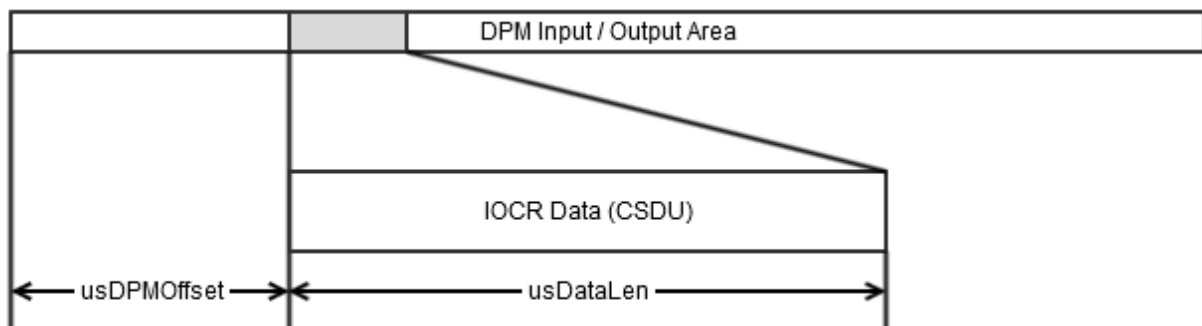 DPM Input / Output Area
IOCR Data (CSDU)
usDPMOffset
usDataLen